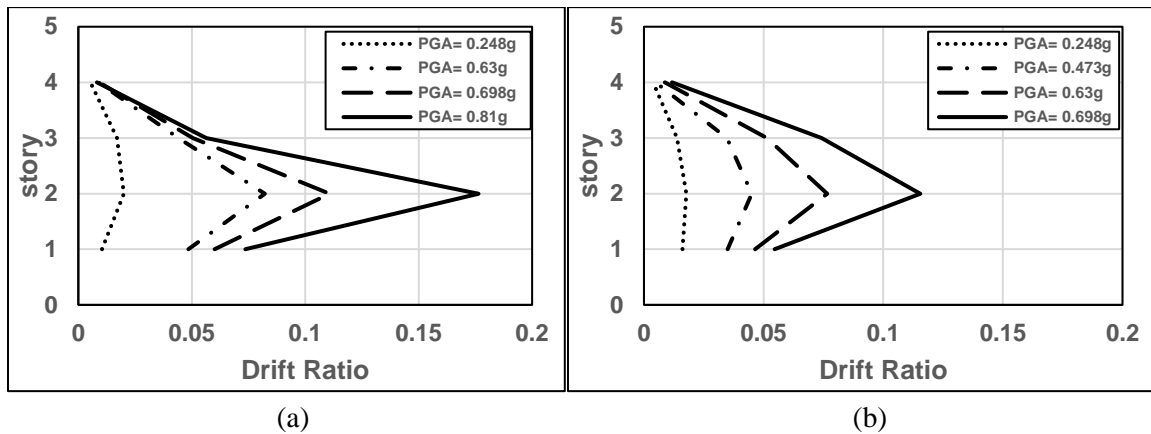 5
4
3
2
1
0
story
0
0.05
0.1
0.15
0.2
Drift Ratio
PGA= 0.248g
PGA= 0.63g
PGA= 0.698g
PGA= 0.81g
(a)
5
4
3
2
1
0
story
0
0.05
0.1
0.15
0.2
Drift Ratio
PGA= 0.248g
PGA= 0.473g
PGA= 0.63g
PGA= 0.698g
(b)